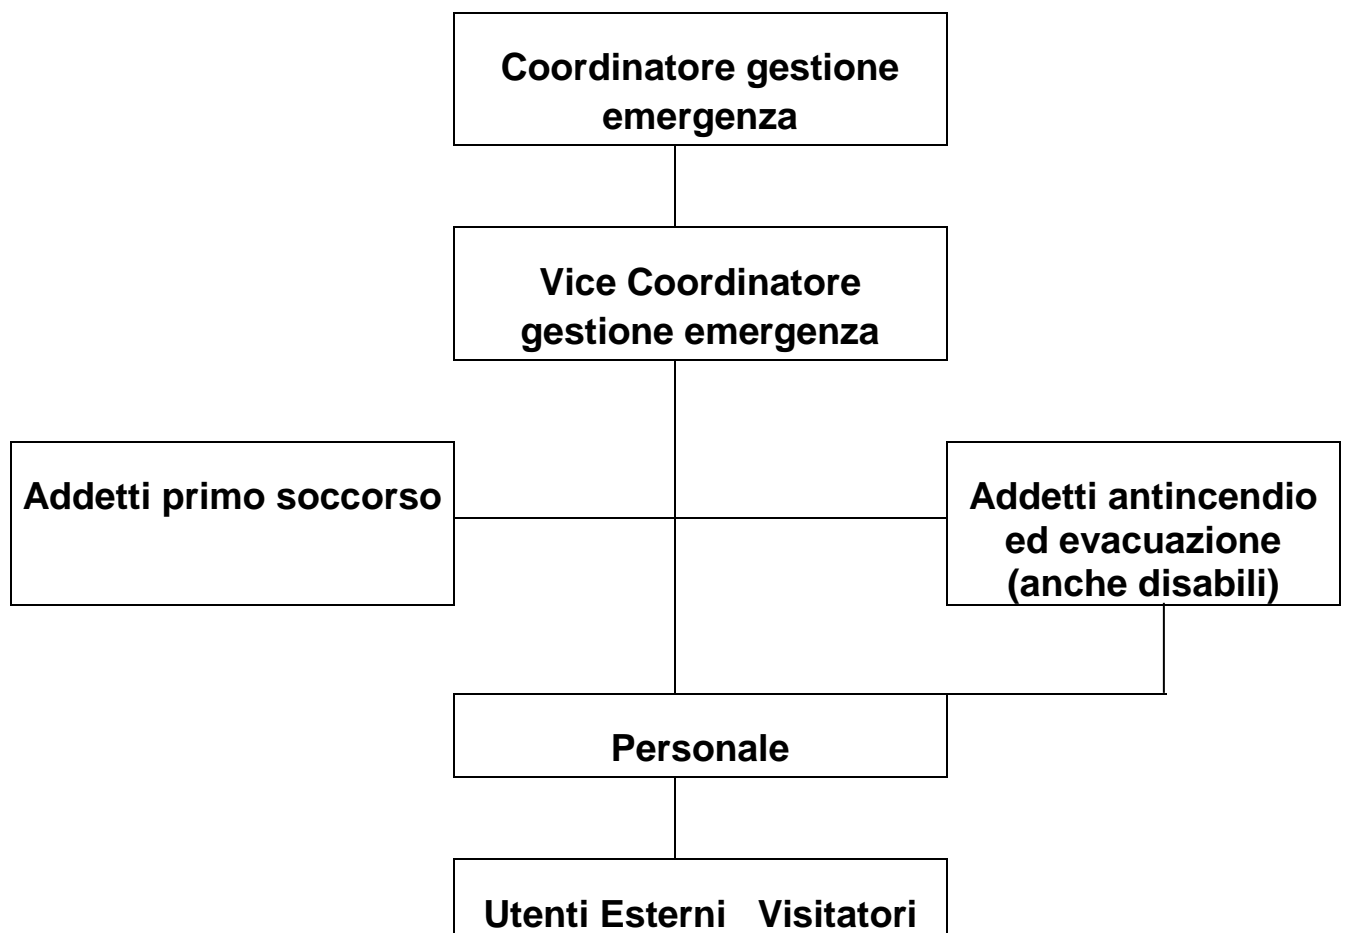 Coordinatore gestione
emergenza
Vice Coordinatore
gestione emergenza
Addetti primo soccorso
Addetti antincendio
ed evacuazione
(anche disabili)
Personale
Utenti Esterni Visitatori